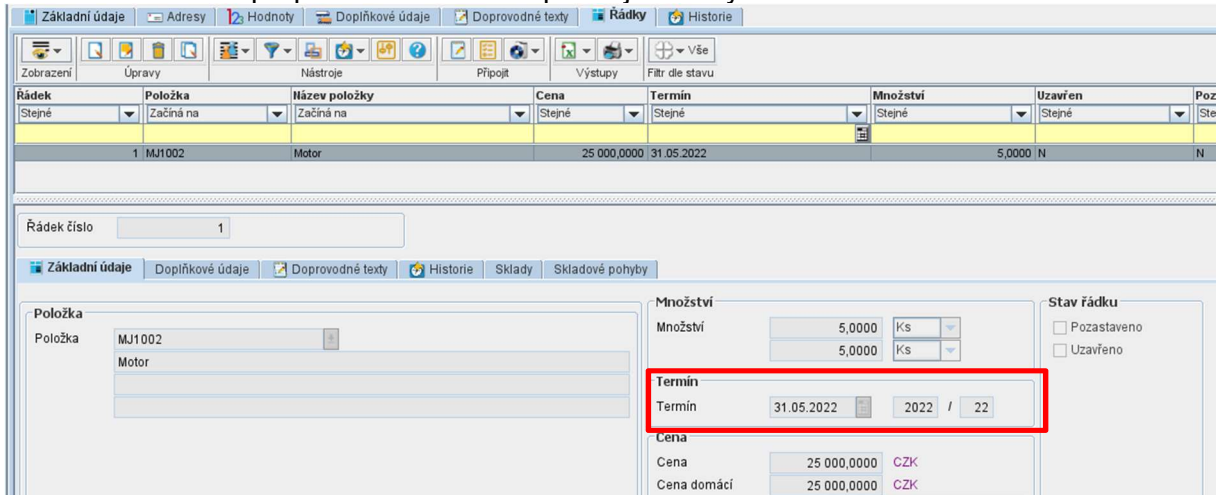 Základní údaje Adresy Hodnoty Doplňkové údaje Doprovodné texty Řádky Historie
Vše
Zobrazení Úpravy Nástroje Připojit Výstupy Filtr dle stavu
Řádek Položka Název položky Cena Termín Množství Uzavřen Poz
Stejné Začíná na Začíná na Stejné Stejné Stejné Stejné Ste
1 MJ1002 Motor 25 000,0000 31.05.2022 5,0000 N N
Řádek číslo 1
Základní údaje Doplňkové údaje Doprovodné texty Historie Sklady Skladové pohyby
Položka Množství Stav řádku
Položka MJ1002 Množství 5,0000 Ks Pozastaveno
Motor 5,0000 Ks Uzavřeno
Termín
Termín 31.05.2022 2022 / 22
Cena
Cena 25 000,0000 CZK
Cena domácí 25 000,0000 CZK